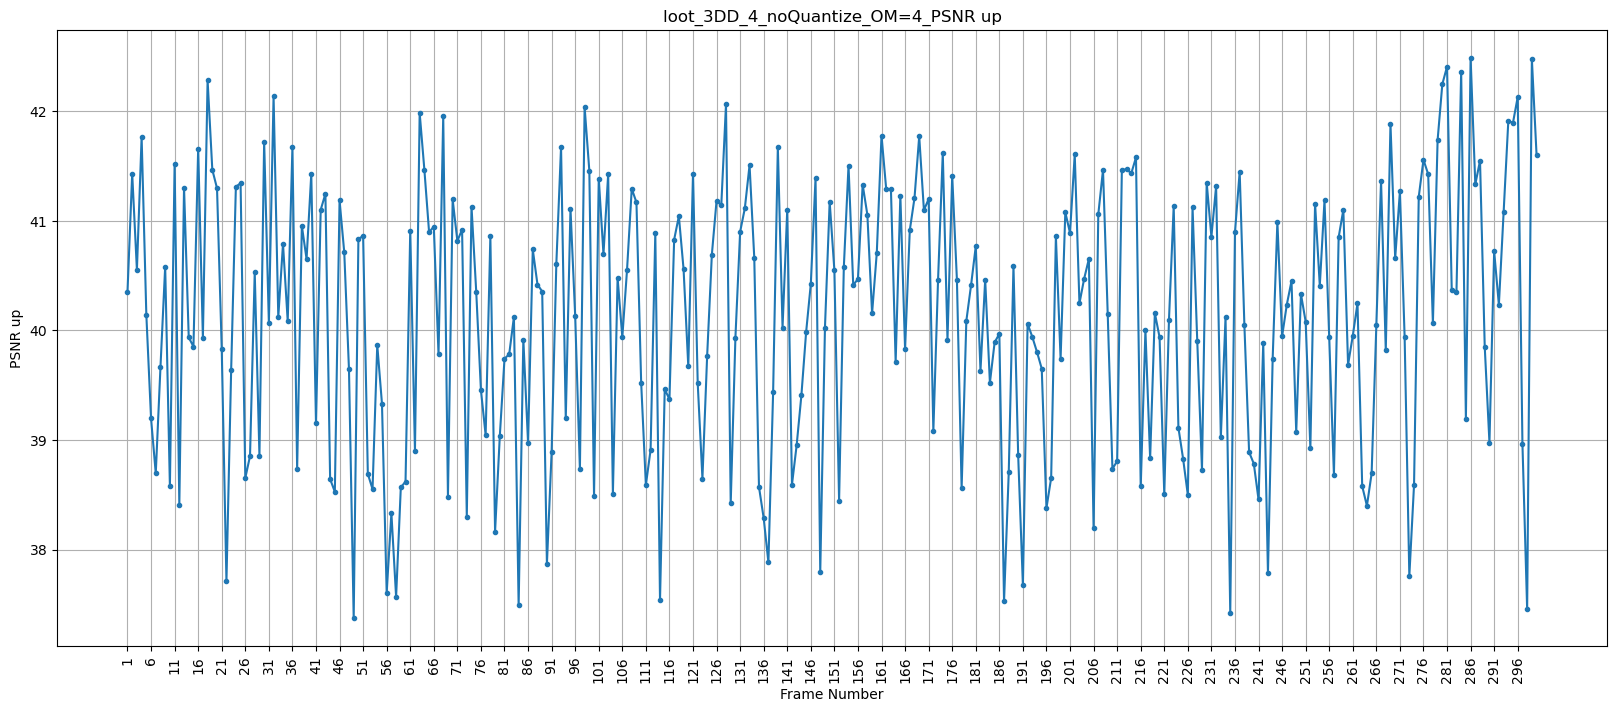 loot_3DD_4_noQuantize_OM=4_PSNR up
PSNR up
42
41
40
39
38
1 6 11 16 21 26 31 36 41 46 51 56 61 66 71 76 81 86 91 96 101 106 111 116 121 126 131 136 141 146 151 156 161 166 171 176 181 186 191 196 201 206 211 216 221 226 231 236 241 246 251 256 261 266 271 276 281 286 291 296
Frame Number